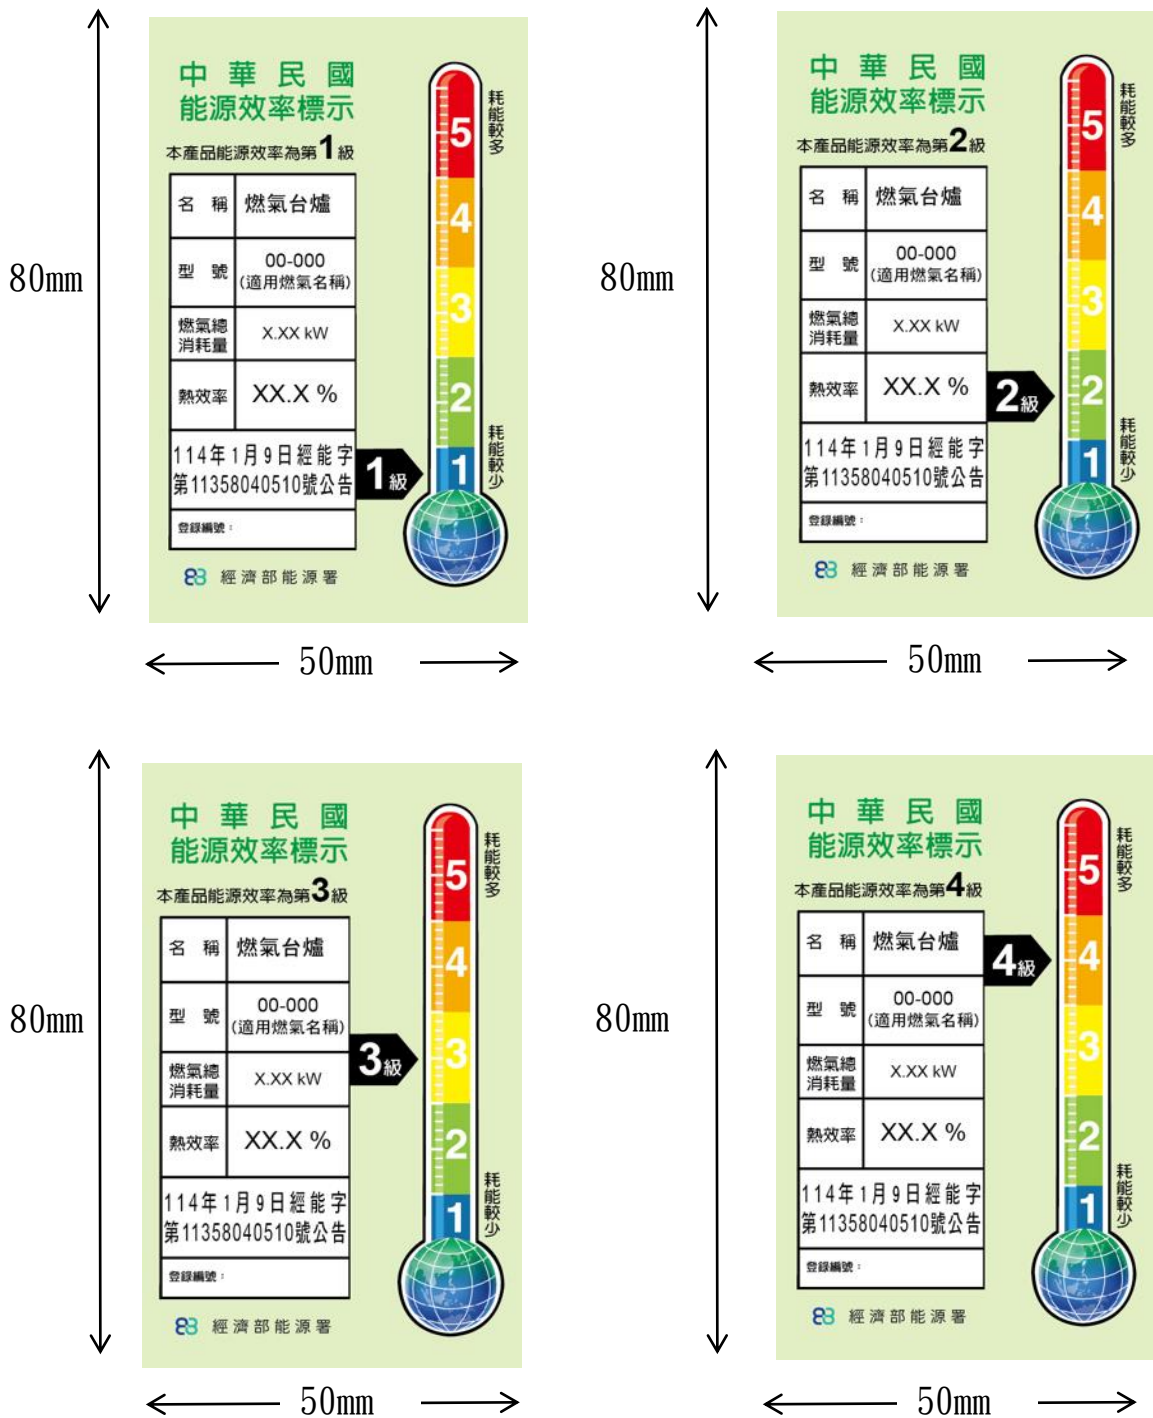 80mm
中華民國
能源效率標示
本產品能源效率為第1級
名稱 燃氣台爐
型號 00-000
(適用燃氣名稱)
燃氣總消耗量 X.XX kW
熱效率 XX.X %
114年1月9日經能字
第11358040510號公告
登錄編號：
經濟部能源署
1級
耗能較多
5
4
3
2
1
耗能較少
50mm
80mm
中華民國
能源效率標示
本產品能源效率為第2級
名稱 燃氣台爐
型號 00-000
(適用燃氣名稱)
燃氣總消耗量 X.XX kW
熱效率 XX.X %
114年1月9日經能字
第11358040510號公告
登錄編號：
經濟部能源署
2級
耗能較多
5
4
3
2
1
耗能較少
50mm
80mm
中華民國
能源效率標示
本產品能源效率為第3級
名稱 燃氣台爐
型號 00-000
(適用燃氣名稱)
燃氣總消耗量 X.XX kW
熱效率 XX.X %
114年1月9日經能字
第11358040510號公告
登錄編號：
經濟部能源署
3級
耗能較多
5
4
3
2
1
耗能較少
50mm
80mm
中華民國
能源效率標示
本產品能源效率為第4級
名稱 燃氣台爐
型號 00-000
(適用燃氣名稱)
燃氣總消耗量 X.XX kW
熱效率 XX.X %
114年1月9日經能字
第11358040510號公告
登錄編號：
經濟部能源署
4級
耗能較多
5
4
3
2
1
耗能較少
50mm